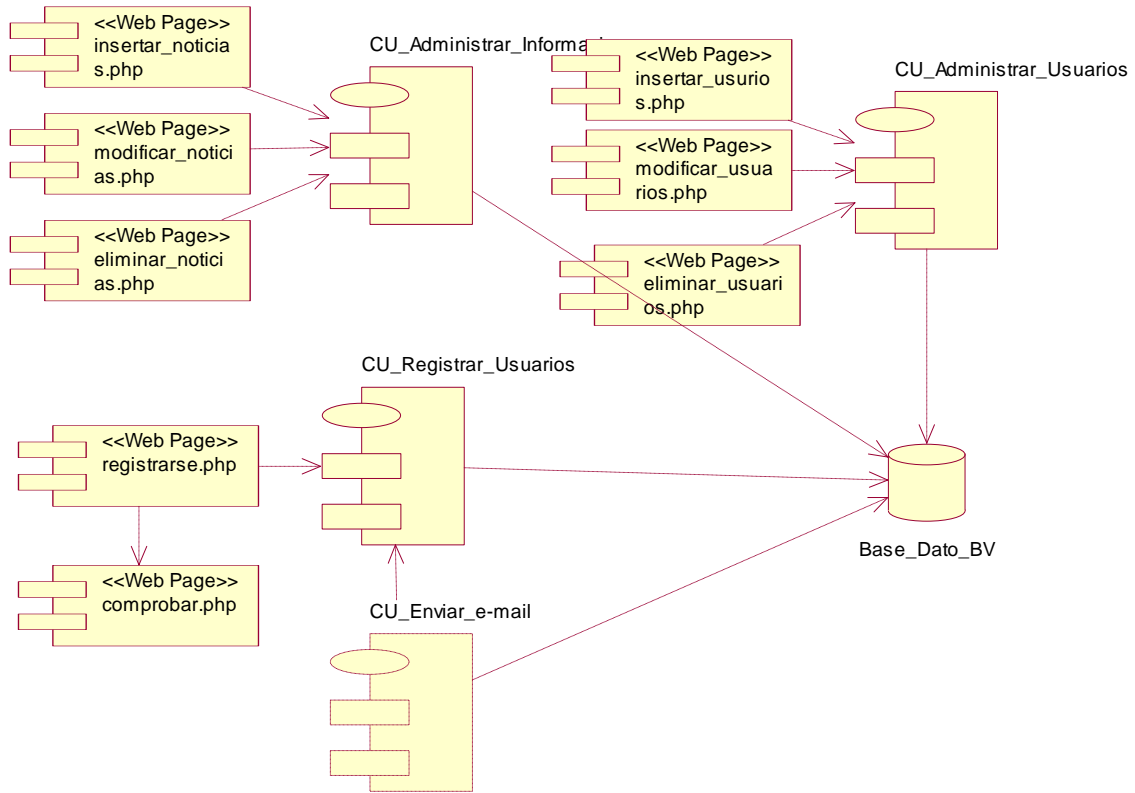 <<Web Page>>
insertar_noticia
s.php
<<Web Page>>
modificar_notici
as.php
<<Web Page>>
eliminar_notici
as.php
CU_Administrar_Informa
<<Web Page>>
insertar_usurio
s.php
<<Web Page>>
modificar_usua
rios.php
<<Web Page>>
eliminar_usuari
os.php
CU_Administrar_Usuarios
CU_Registrar_Usuarios
<<Web Page>>
registrarse.php
<<Web Page>>
comprobar.php
CU_Enviar_e-mail
Base_Dato_BV